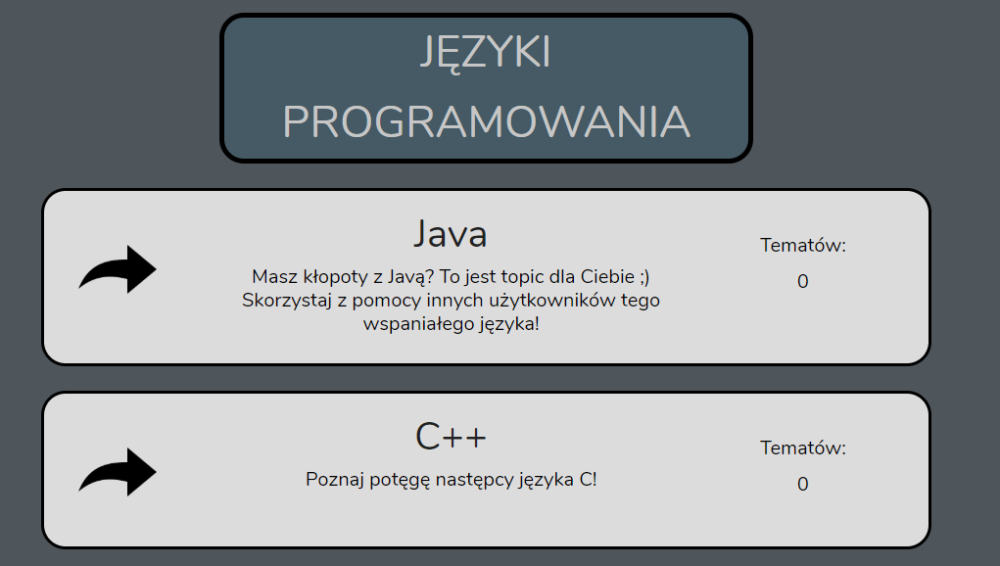 JĘZYKI
PROGRAMOWANIA
Java
Masz kłopoty z Javą? To jest topic dla Ciebie ;)
Skorzystaj z pomocy innych użytkowników tego
wspaniałego języka!
Tematów:
0
C++
Poznaj potęgę następcy języka C!
Tematów:
0